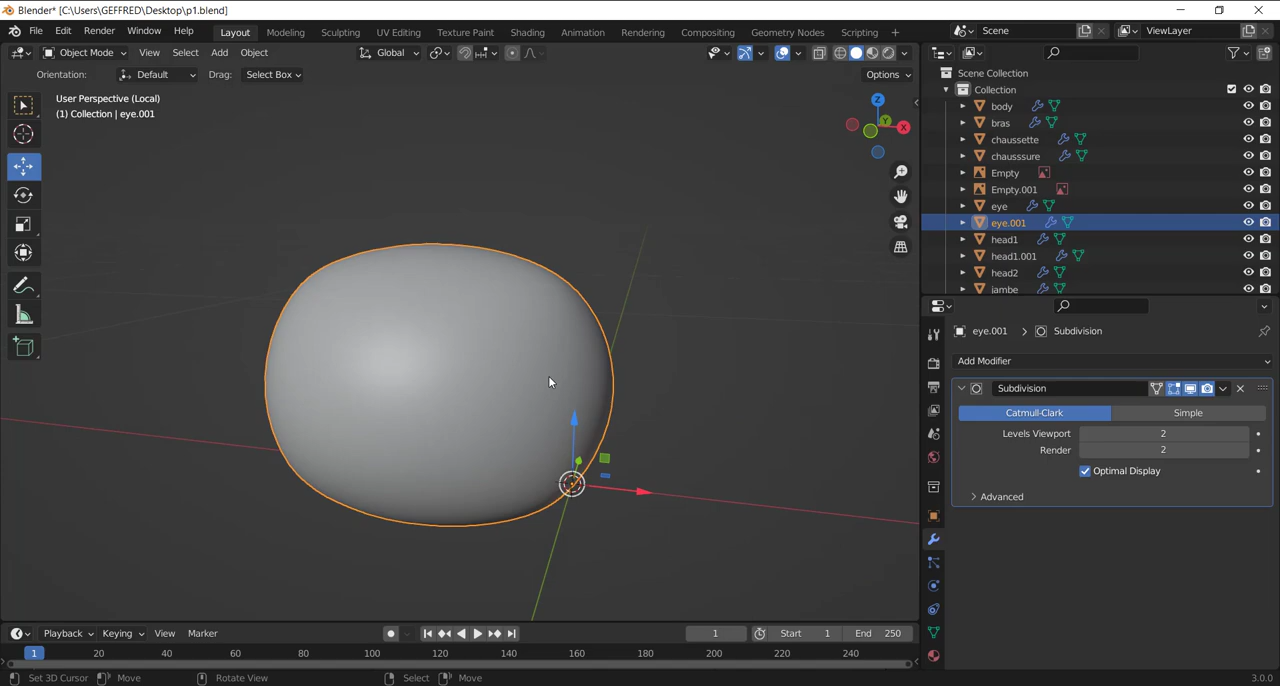 Blender* [C:\Users\GEFFRED\Desktop\p1.blend]
File Edit Render Window Help Layout Modeling Sculpting UV Editing Texture Paint Shading Animation Rendering Compositing Geometry Nodes Scripting + Scene ViewLayer
Object Mode View Select Add Object Global
Orientation: Default Drag: Select Box Options
User Perspective (Local)
(1) Collection | eye.001
Z
Y
X
Scene Collection
Collection
body
bras
chaussette
chausssure
Empty
Empty.001
eye
eye.001
head1
head1.001
head2
jambe
eye.001 > Subdivision
Add Modifier
Subdivision
Catmull-Clark Simple
Levels Viewport 2
Render 2
Optimal Display
> Advanced
Playback Keying View Marker 1 Start 1 End 250
1 20 40 60 80 100 120 140 160 180 200 220 240
Set 3D Cursor Move Rotate View Select Move 3.0.0